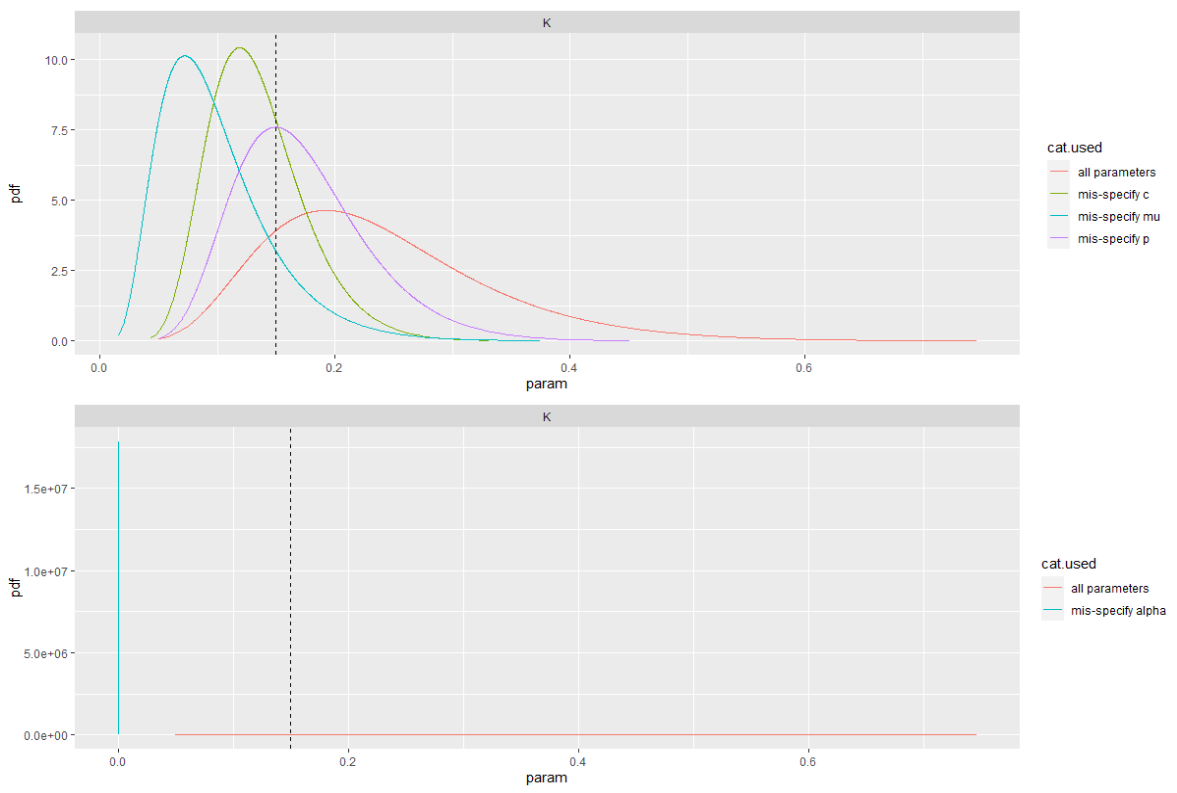 K
10.0
7.5
5.0
2.5
0.0
pdf
0.0 0.2 0.4 0.6
param
cat.used
all parameters
mis-specify c
mis-specify mu
mis-specify p
K
1.5e+07
1.0e+07
5.0e+06
0.0e+00
pdf
0.0 0.2 0.4 0.6
param
cat.used
all parameters
mis-specify alpha